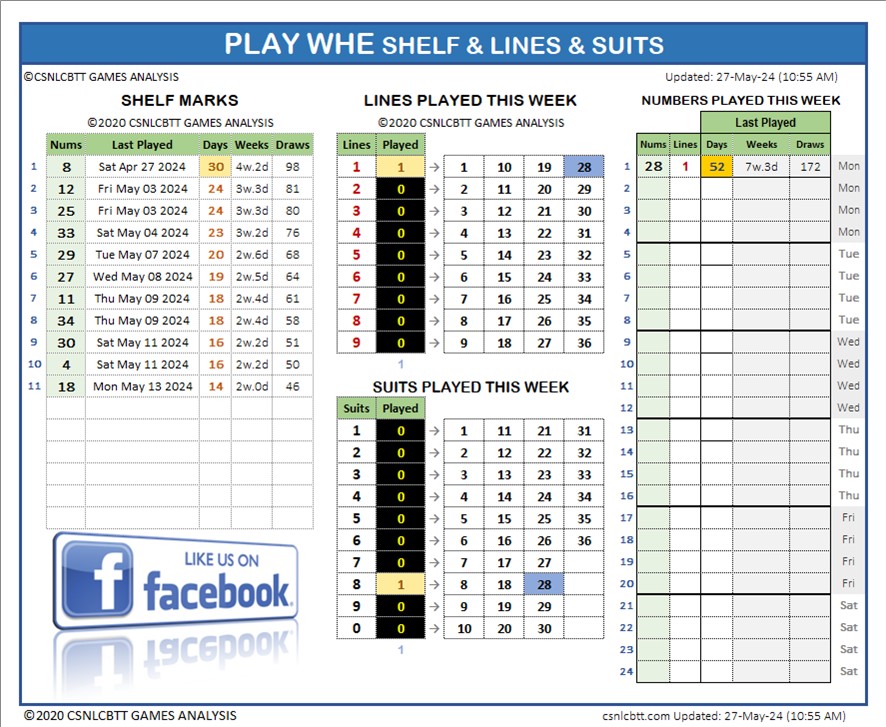 PLAY WHE SHELF & LINES & SUITS
©CSNLCBTT GAMES ANALYSIS
Updated: 27-May-24 (10:55 AM)
SHELF MARKS
©2020 CSNLCBTT GAMES ANALYSIS
Nums Last Played Days Weeks Draws
1 8 Sat Apr 27 2024 30 4w.2d 98
2 12 Fri May 03 2024 24 3w.3d 81
3 25 Fri May 03 2024 24 3w.3d 80
4 33 Sat May 04 2024 23 3w.2d 76
5 29 Tue May 07 2024 20 2w.6d 68
6 27 Wed May 08 2024 19 2w.5d 64
7 11 Thu May 09 2024 18 2w.4d 61
8 34 Thu May 09 2024 18 2w.4d 58
9 30 Sat May 11 2024 16 2w.2d 51
10 4 Sat May 11 2024 16 2w.2d 50
11 18 Mon May 13 2024 14 2w.0d 46
LIKE US ON
facebook.
LINES PLAYED THIS WEEK
©2020 CSNLCBTT GAMES ANALYSIS
Lines Played
1 1 → 1 10 19 28
2 0 → 2 11 20 29
3 0 → 3 12 21 30
4 0 → 4 13 22 31
5 0 → 5 14 23 32
6 0 → 6 15 24 33
7 0 → 7 16 25 34
8 0 → 8 17 26 35
9 0 → 9 18 27 36
1
SUITS PLAYED THIS WEEK
Suits Played
1 0 → 1 11 21 31
2 0 → 2 12 22 32
3 0 → 3 13 23 33
4 0 → 4 14 24 34
5 0 → 5 15 25 35
6 0 → 6 16 26 36
7 0 → 7 17 27
8 1 → 8 18 28
9 0 → 9 19 29
0 0 → 10 20 30
1
NUMBERS PLAYED THIS WEEK
Last Played
Nums Lines Days Weeks Draws
1 28 1 52 7w.3d 172 Mon
2 Mon
3 Mon
4 Mon
5 Tue
6 Tue
7 Tue
8 Tue
9 Wed
10 Wed
11 Wed
12 Wed
13 Thu
14 Thu
15 Thu
16 Thu
17 Fri
18 Fri
19 Fri
20 Fri
21 Sat
22 Sat
23 Sat
24 Sat
©2020 CSNLCBTT GAMES ANALYSIS
csnlcbtt.com Updated: 27-May-24 (10:55 AM)